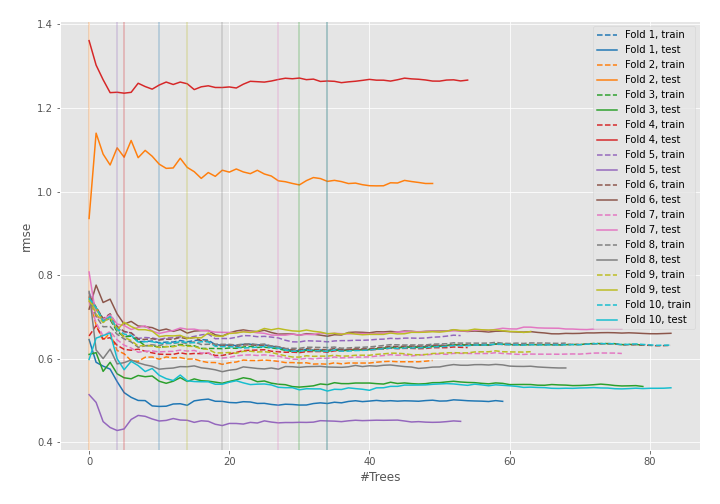 1.4
1.2
1.0
0.8
0.6
0.4
rmse
0
20
40
60
80
#Trees
Fold 1, train
Fold 1, test
Fold 2, train
Fold 2, test
Fold 3, train
Fold 3, test
Fold 4, train
Fold 4, test
Fold 5, train
Fold 5, test
Fold 6, train
Fold 6, test
Fold 7, train
Fold 7, test
Fold 8, train
Fold 8, test
Fold 9, train
Fold 9, test
Fold 10, train
Fold 10, test